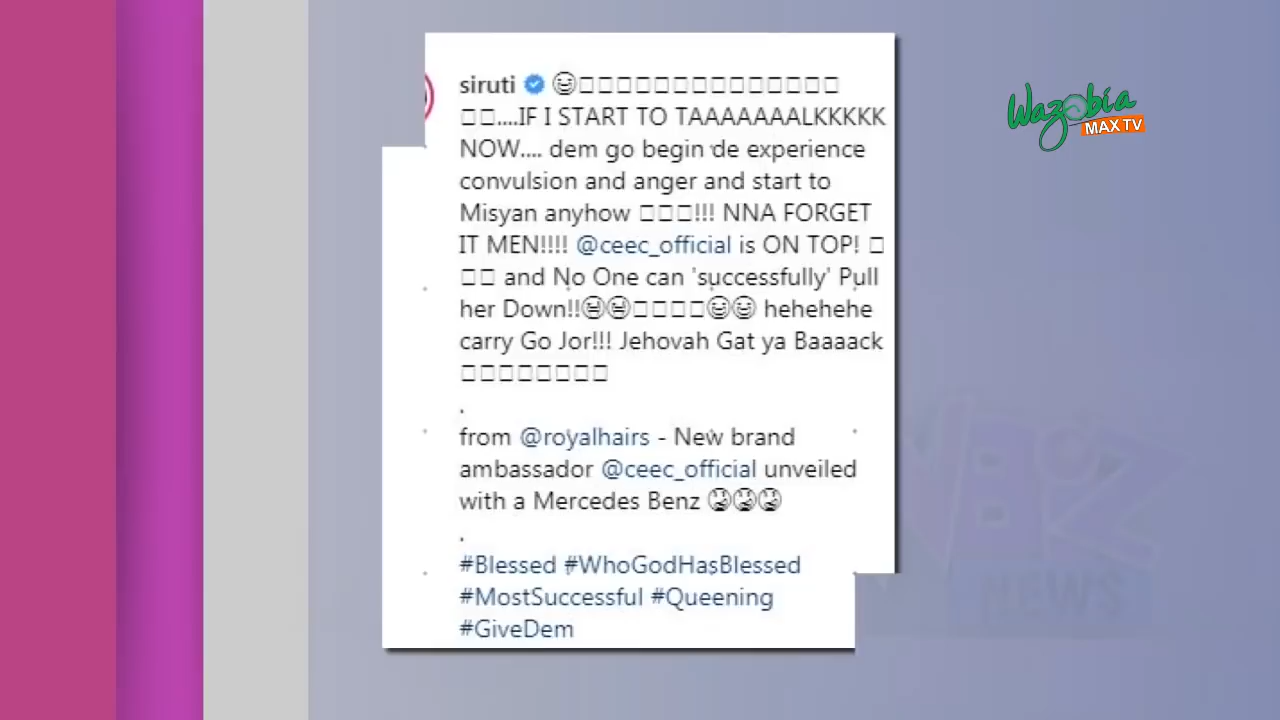 siruti 😃□□□□□□□□□□□□□□
□□....IF I START TO TAAAAAAALKKKKK
NOW.... dem go begin de experience
convulsion and anger and start to
Misyan anyhow □□□!!! NNA FORGET
IT MEN!!!! @ceec_official is ON TOP! □
□□ and No One can 'successfully' Pull
her Down!!😆😆□□□□😃😃 hehehehe
carry Go Jor!!! Jehovah Gat ya Baaaack
□□□□□□□□
.
from @royalhairs - New brand
ambassador @ceec_official unveiled
with a Mercedes Benz 😜😜😜
.
#Blessed #WhoGodHasBlessed
#MostSuccessful #Queening
#GiveDem
Wazobia
MAX TV
NEWS